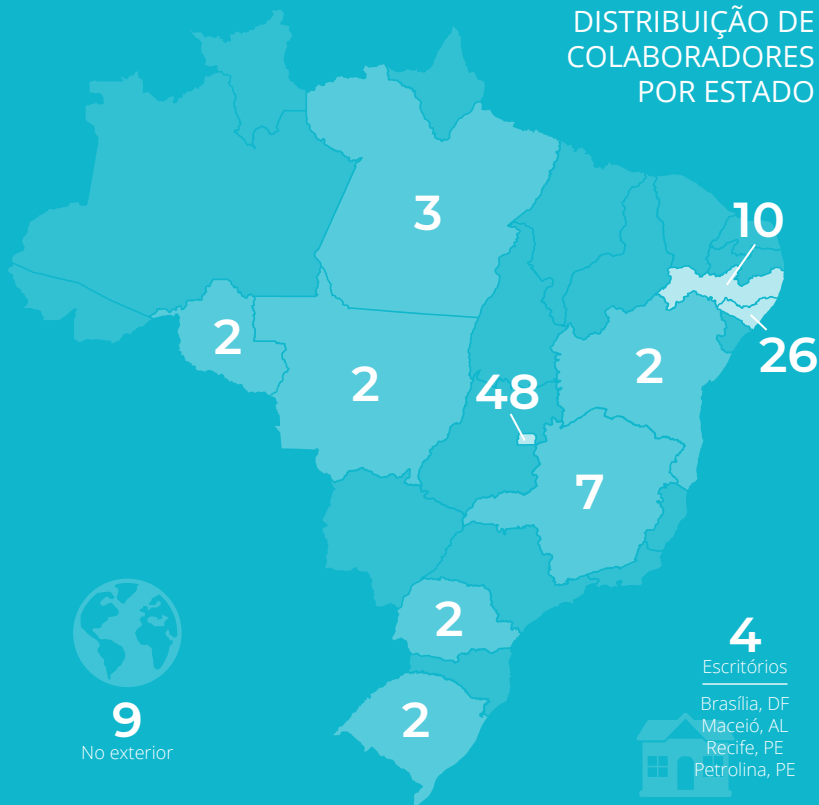 DISTRIBUIÇÃO DE
COLABORADORES
POR ESTADO
3
10
2
2
48
2
26
7
2
2
9
No exterior
4
Escritórios
Brasília, DF
Maceió, AL
Recife, PE
Petrolina, PE